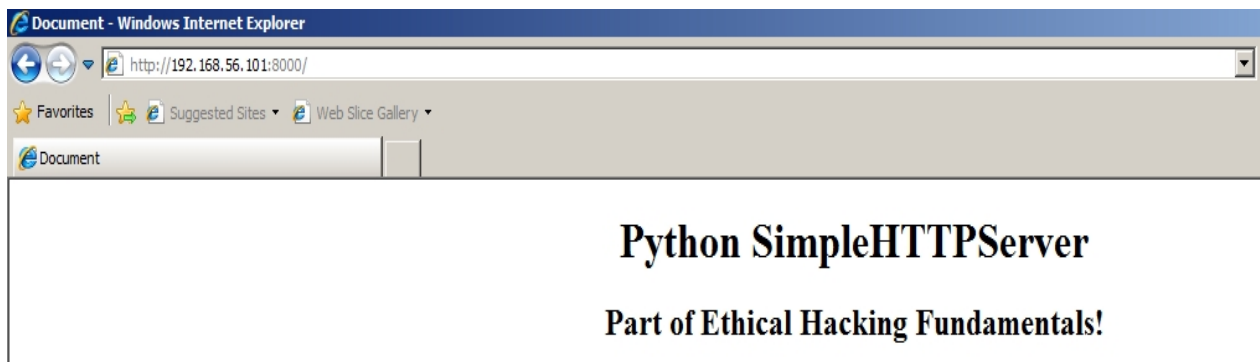 Document - Windows Internet Explorer
http://192.168.56.101:8000/
Favorites Suggested Sites Web Slice Gallery
Document
Python SimpleHTTPServer
Part of Ethical Hacking Fundamentals!